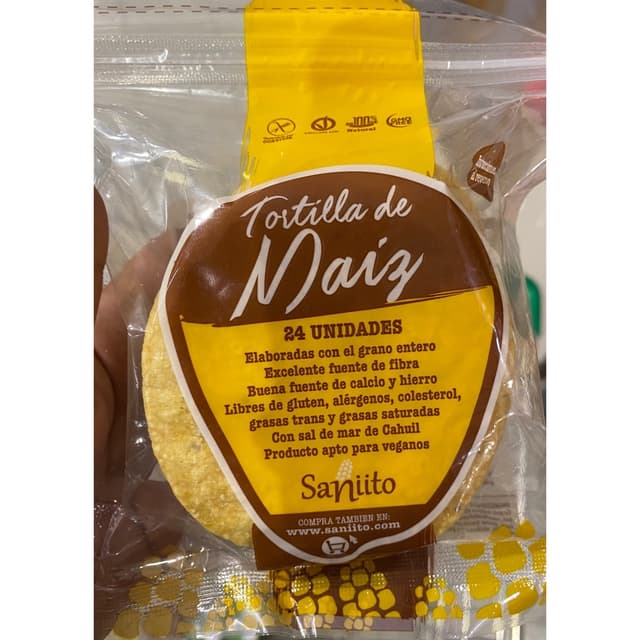 100%
Natural
Tortilla de
Maíz
24 UNIDADES
Elaboradas con el grano entero
Excelente fuente de fibra
Buena fuente de calcio y hierro
Libres de gluten, alérgenos, colesterol,
grasas trans y grasas saturadas
Con sal de mar de Cahuil
Producto apto para veganos
Saniito
COMPRA TAMBIEN EN:
www.saniito.com